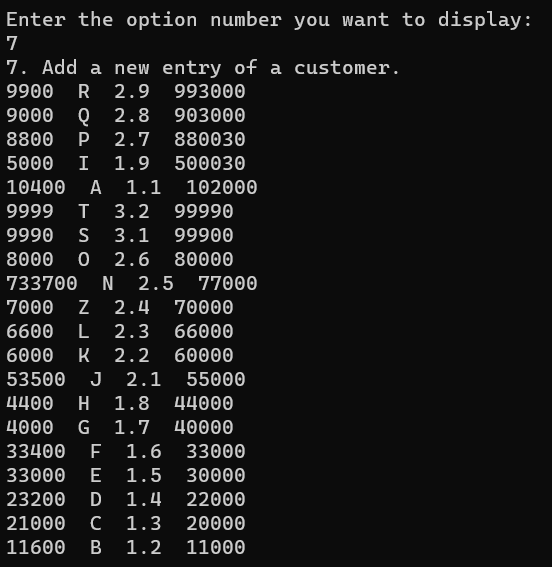 Enter the option number you want to display:
7
7. Add a new entry of a customer.
9900  R  2.9  993000
9000  Q  2.8  903000
8800  P  2.7  880030
5000  I  1.9  500030
10400  A  1.1  102000
9999  T  3.2  99990
9990  S  3.1  99900
8000  O  2.6  80000
733700  N  2.5  77000
7000  Z  2.4  70000
6600  L  2.3  66000
6000  K  2.2  60000
53500  J  2.1  55000
4400  H  1.8  44000
4000  G  1.7  40000
33400  F  1.6  33000
33000  E  1.5  30000
23200  D  1.4  22000
21000  C  1.3  20000
11600  B  1.2  11000